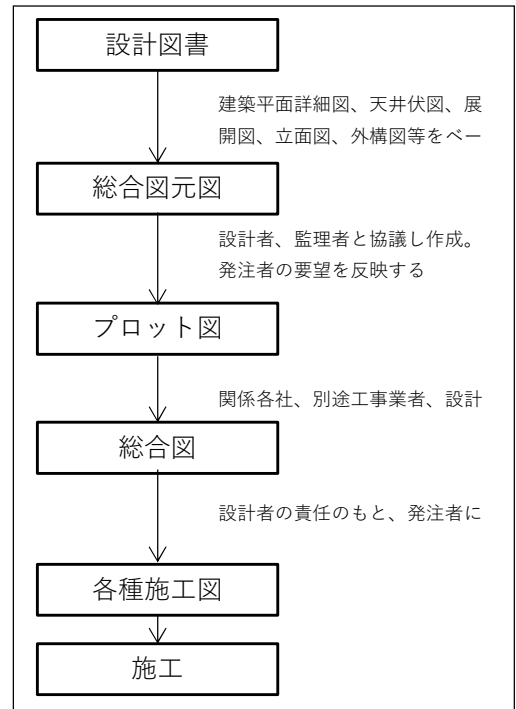 設計図書
建築平面詳細図、天井伏図、展
開図、立面図、外構図等をベー
総合図元図
設計者、監理者と協議し作成。
発注者の要望を反映する
プロット図
関係各社、別途工事業者、設計
総合図
設計者の責任のもと、発注者に
各種施工図
施工